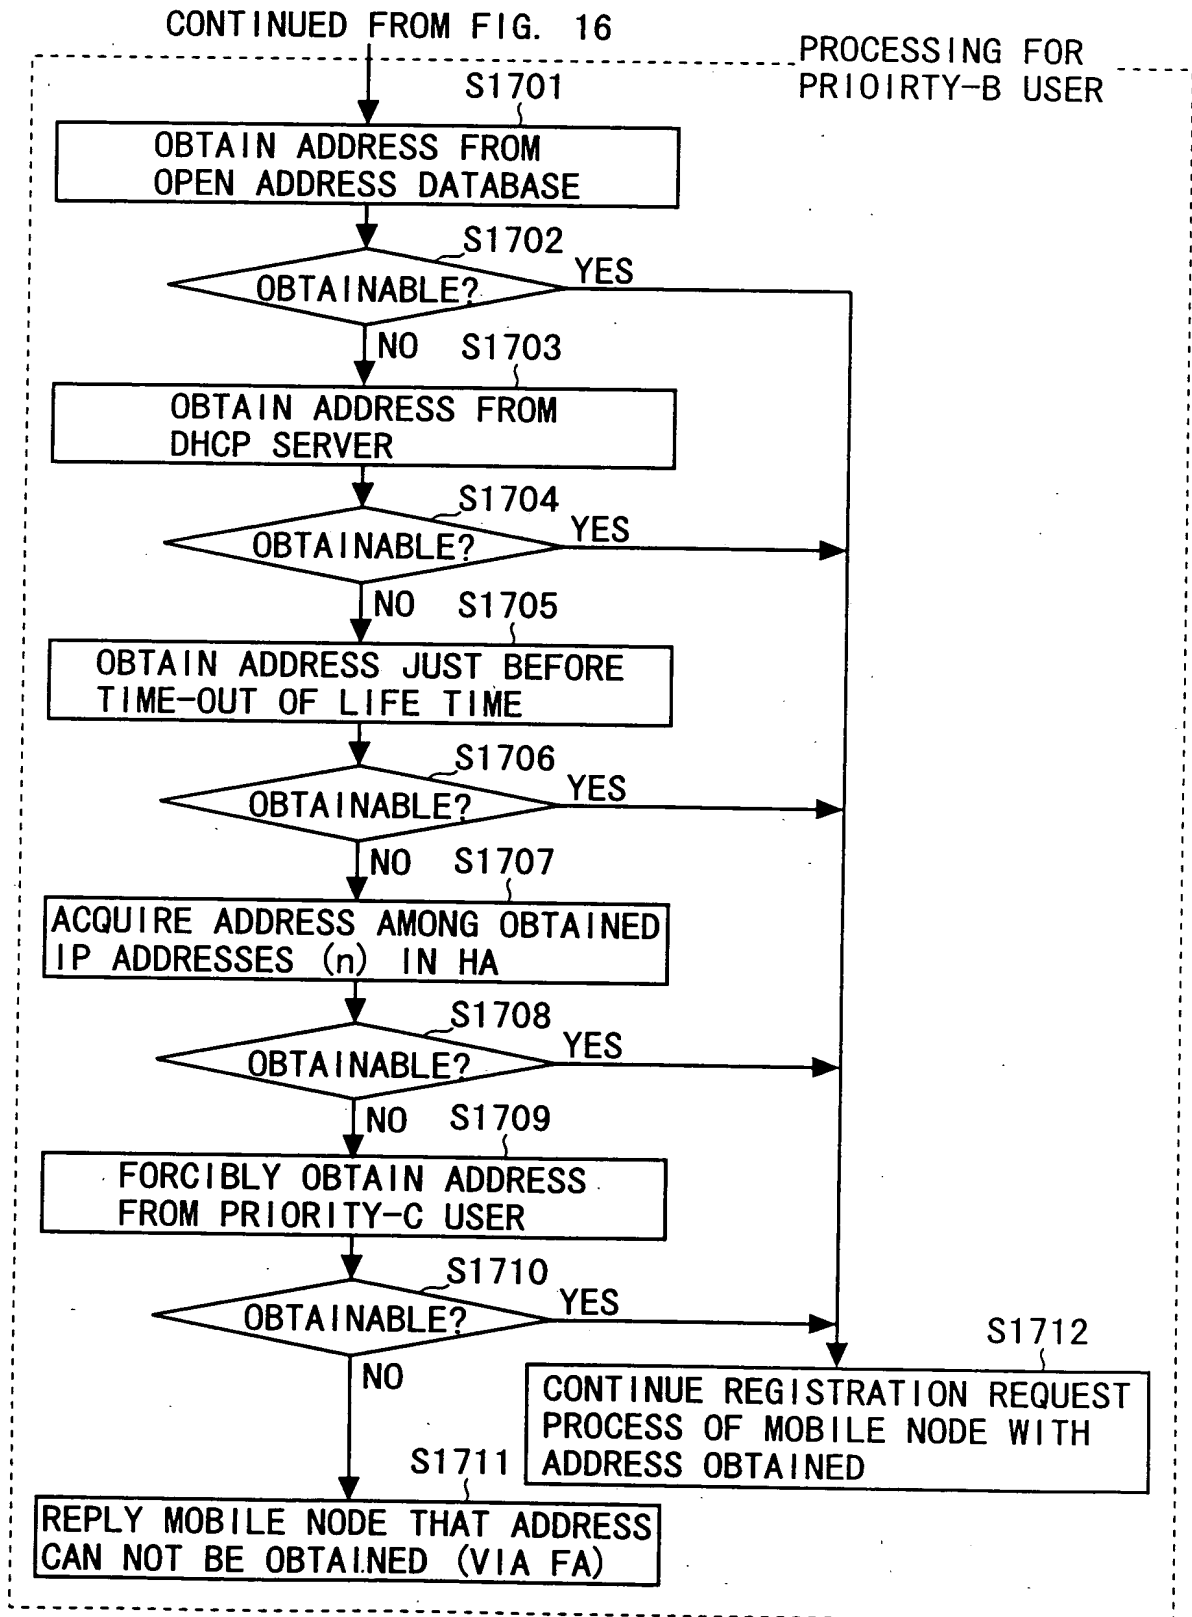 CONTINUED FROM FIG. 16
PROCESSING FOR
PRIOIRTY-B USER
S1701
OBTAIN ADDRESS FROM
OPEN ADDRESS DATABASE
S1702
OBTAINABLE?
YES
NO
S1703
OBTAIN ADDRESS FROM
DHCP SERVER
S1704
OBTAINABLE?
YES
NO
S1705
OBTAIN ADDRESS JUST BEFORE
TIME-OUT OF LIFE TIME
S1706
OBTAINABLE?
YES
NO
S1707
ACQUIRE ADDRESS AMONG OBTAINED
IP ADDRESSES (n) IN HA
S1708
OBTAINABLE?
YES
NO
S1709
FORCIBLY OBTAIN ADDRESS
FROM PRIORITY-C USER
S1710
OBTAINABLE?
YES
NO
S1712
CONTINUE REGISTRATION REQUEST
PROCESS OF MOBILE NODE WITH
ADDRESS OBTAINED
S1711
REPLY MOBILE NODE THAT ADDRESS
CAN NOT BE OBTAINED (VIA FA)